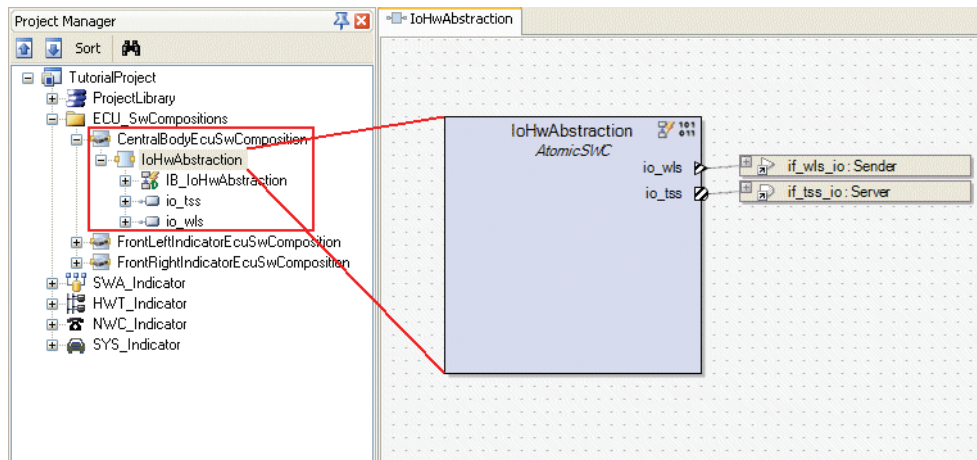 Project Manager
Sort
TutorialProject
ProjectLibrary
ECU_SwCompositions
CentralBodyEcuSwComposition
IoHwAbstraction
IB_IoHwAbstraction
io_tss
io_wls
FrontLeftIndicatorEcuSwComposition
FrontRightIndicatorEcuSwComposition
SWA_Indicator
HWT_Indicator
NWC_Indicator
SYS_Indicator
IoHwAbstraction
IoHwAbstraction
101
011
AtomicSWC
io_wls
if_wls_io: Sender
io_tss
if_tss_io: Server